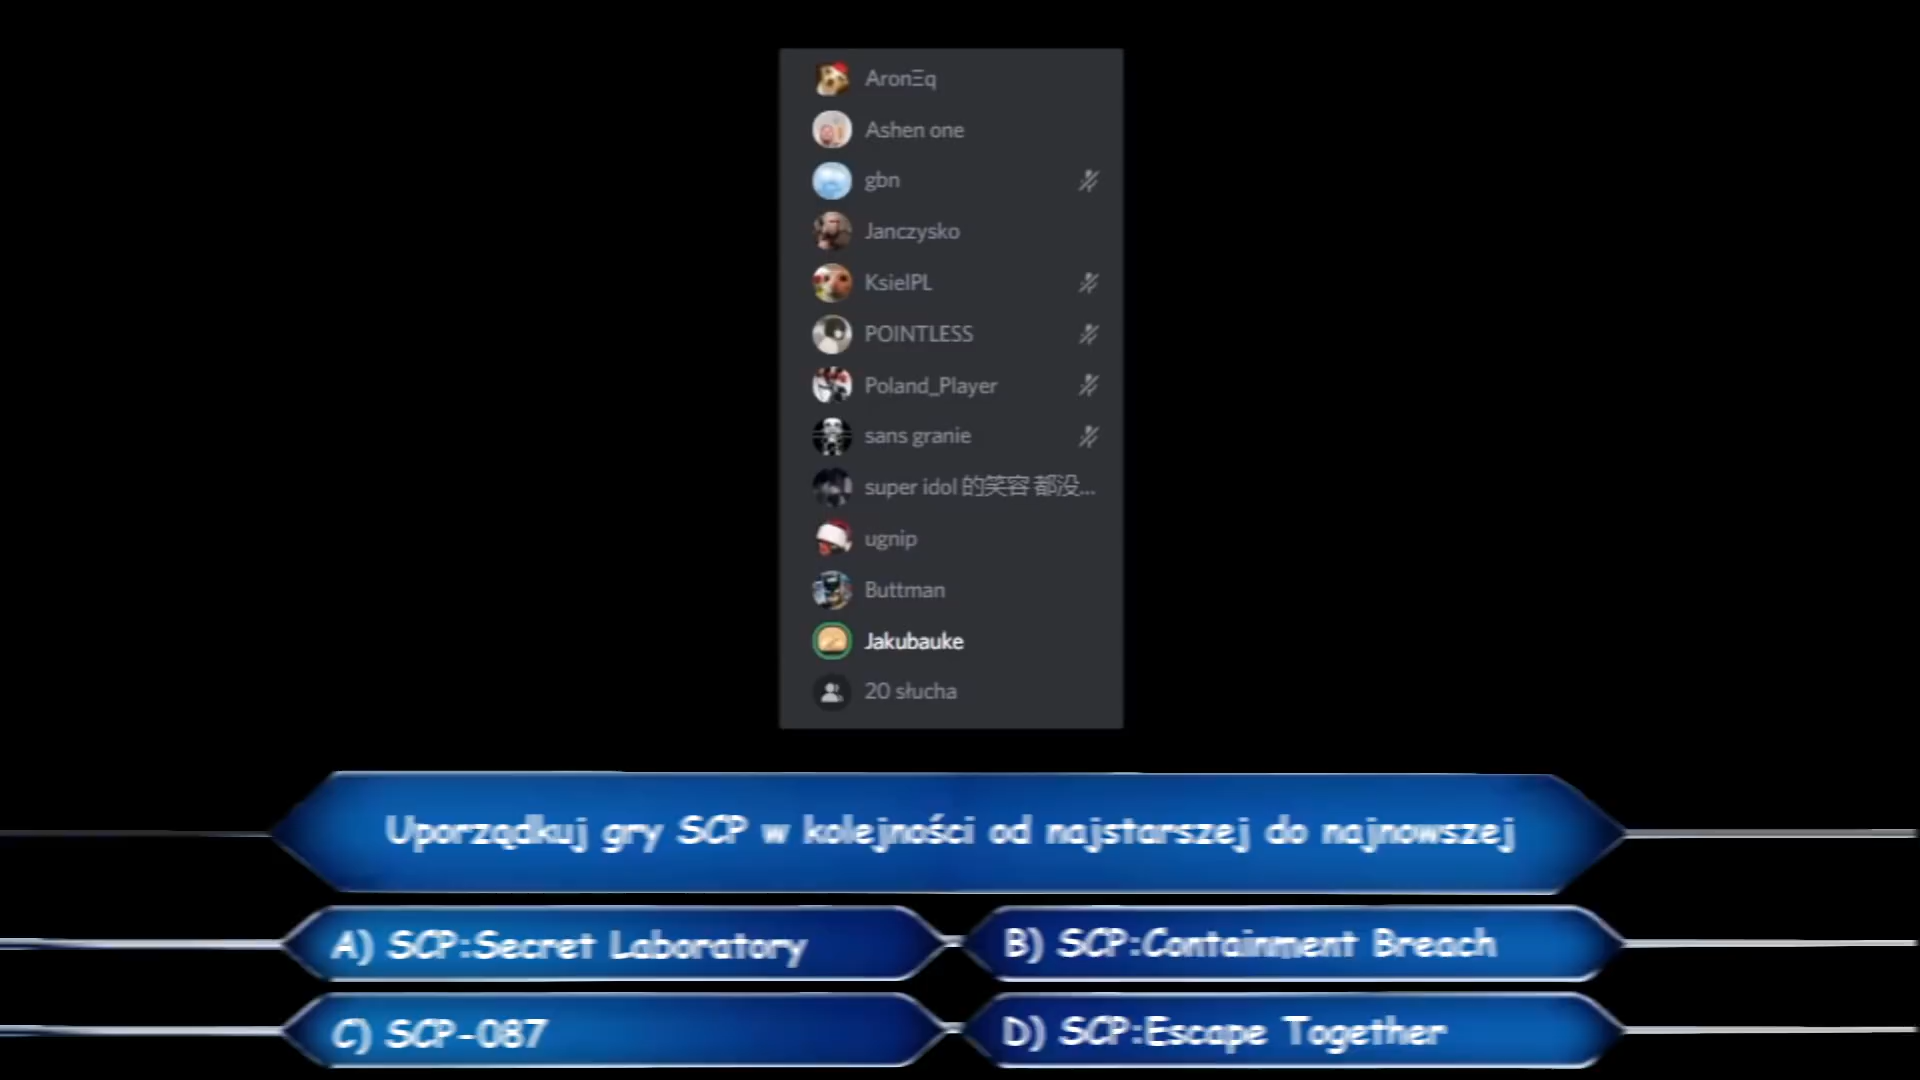 AronΞq
Ashen one
gbn
Janczysko
KsielPL
POINTLESS
Poland_Player
sans granie
super idol 的笑容 都没...
ugnip
Buttman
Jakubauke
20 słucha
Uporządkuj gry SCP w kolejności od najstarszej do najnowszej
A) SCP:Secret Laboratory
B) SCP:Containment Breach
C) SCP-087
D) SCP:Escape Together